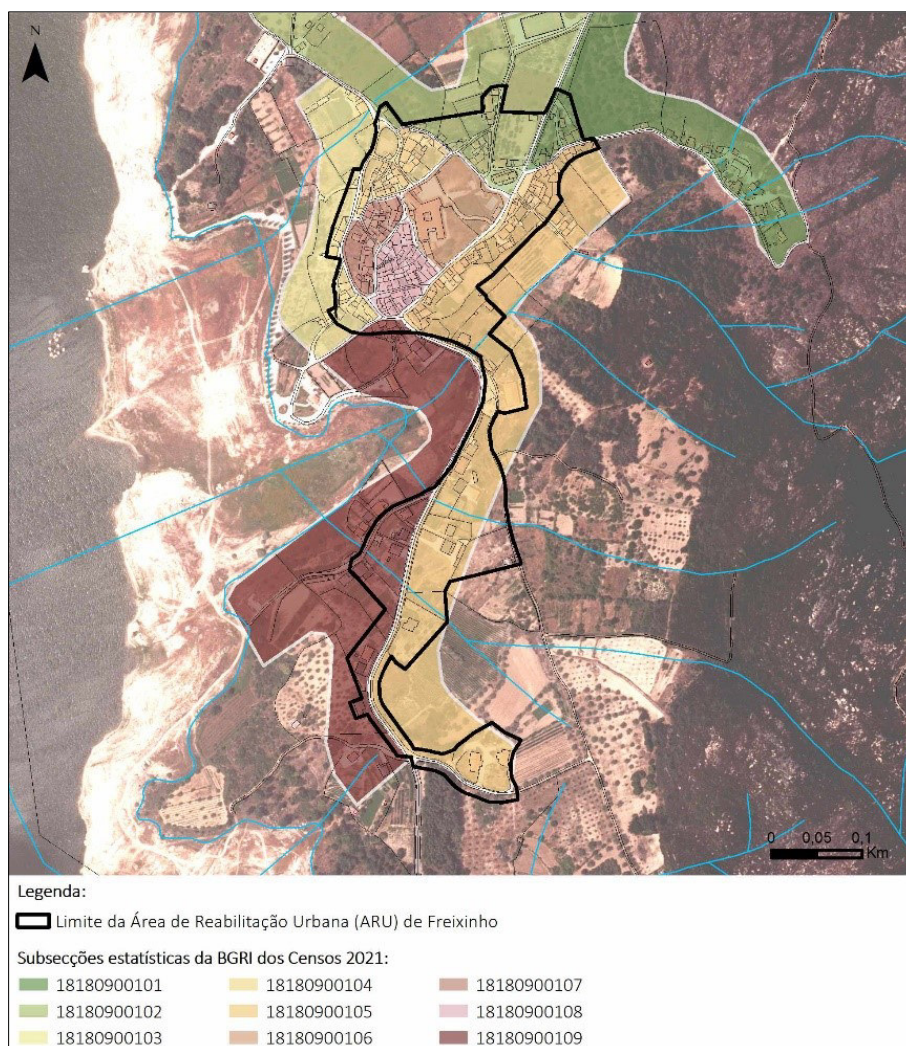 N
0 0,05 0,1
Km
Legenda:
Limite da Área de Reabilitação Urbana (ARU) de Freixinho
Subsecções estatísticas da BGRI dos Censos 2021:
18180900101 18180900104 18180900107
18180900102 18180900105 18180900108
18180900103 18180900106 18180900109